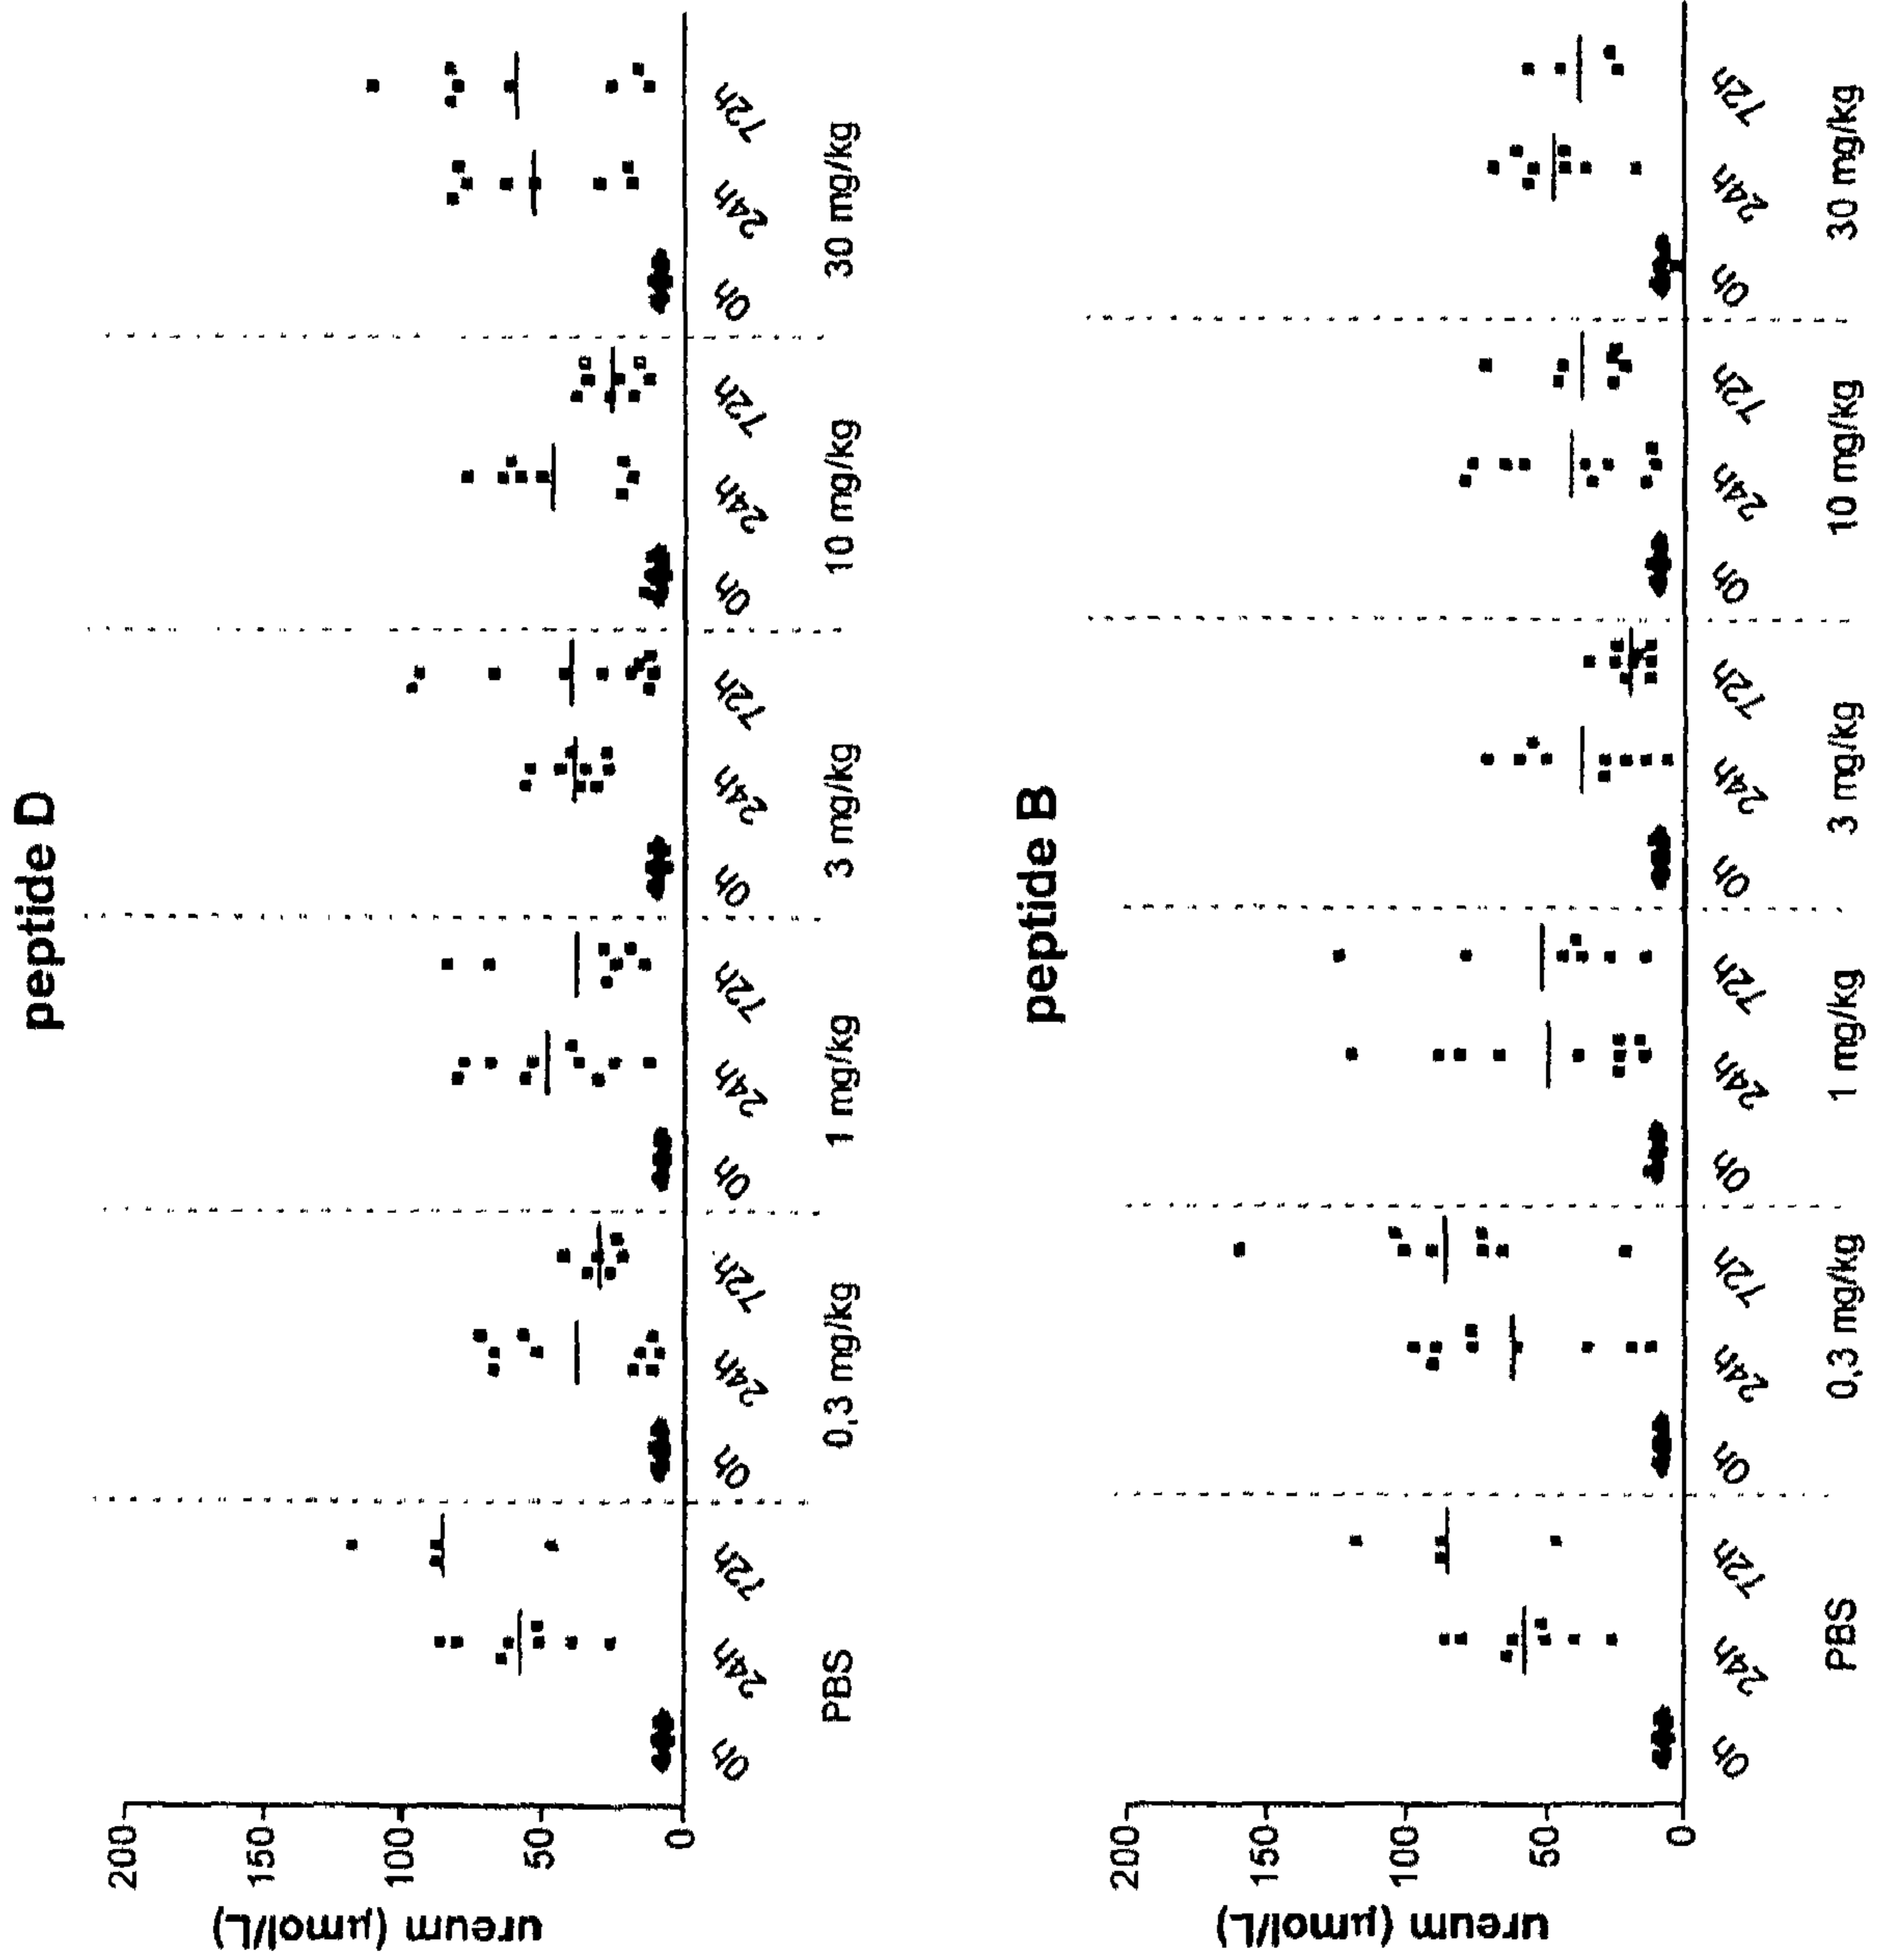 peptide D
ureum (µmol/L)
200
150
100
50
0
0h 24h 72h 0h 24h 72h 0h 24h 72h 0h 24h 72h 0h 24h 72h 0h 24h 72h
PBS 0,3 mg/kg 1 mg/kg 3 mg/kg 10 mg/kg 30 mg/kg
peptide B
ureum (µmol/L)
200
150
100
50
0
0h 24h 72h 0h 24h 72h 0h 24h 72h 0h 24h 72h 0h 24h 72h 0h 24h 72h
PBS 0,3 mg/kg 1 mg/kg 3 mg/kg 10 mg/kg 30 mg/kg